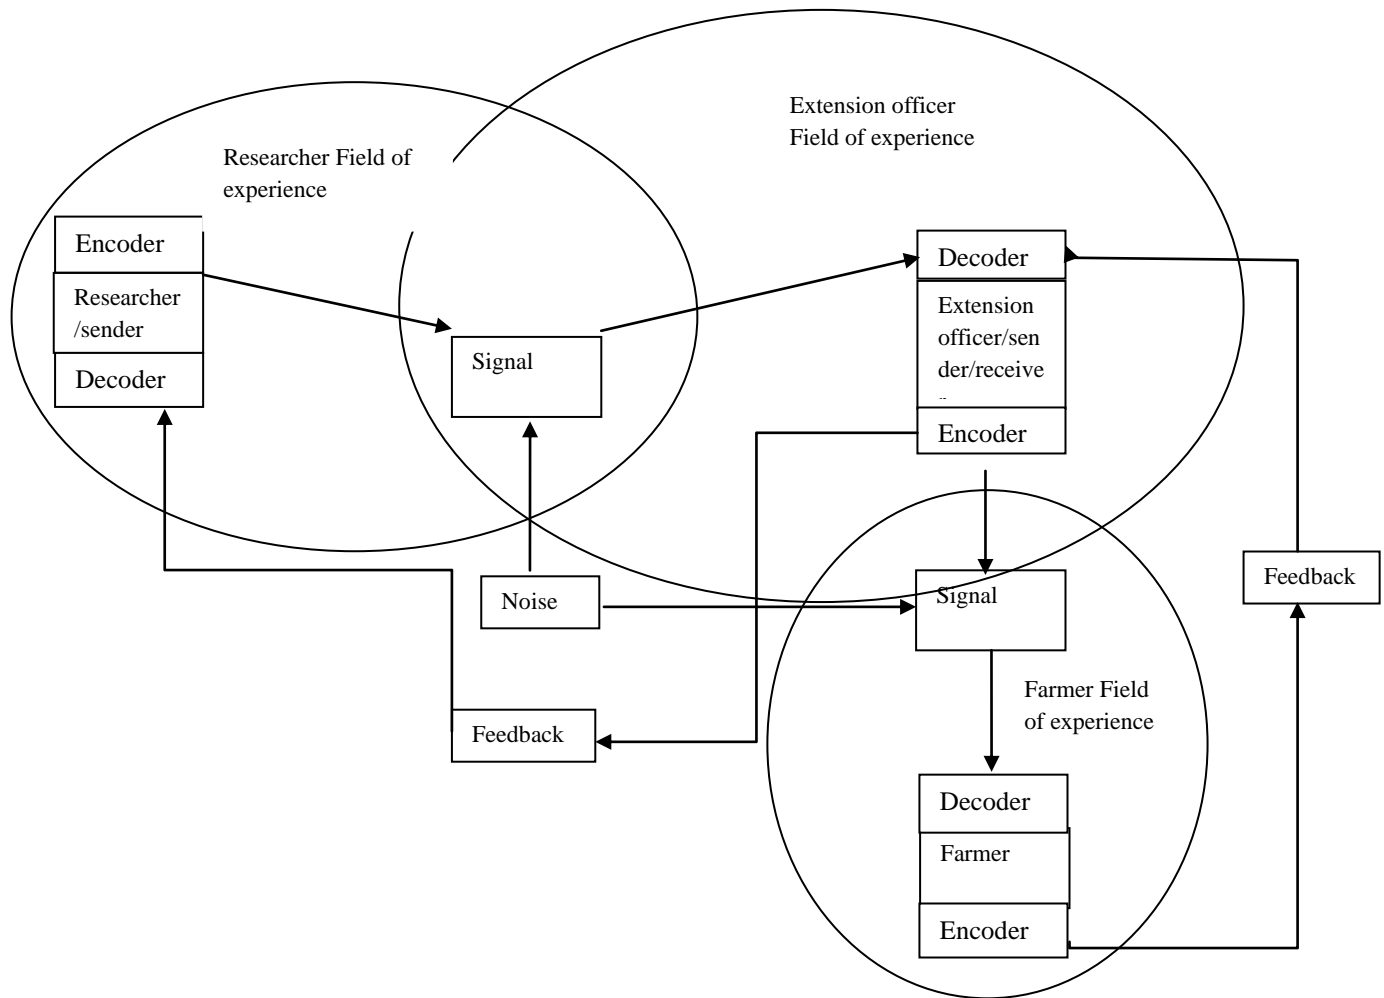 Extension officer
Field of experience
Researcher Field of
experience
Encoder
Researcher
/sender
Decoder
Signal
Decoder
Extension
officer/sen
der/receive
Encoder
Noise
Signal
Feedback
Farmer Field
of experience
Feedback
Decoder
Farmer
Encoder